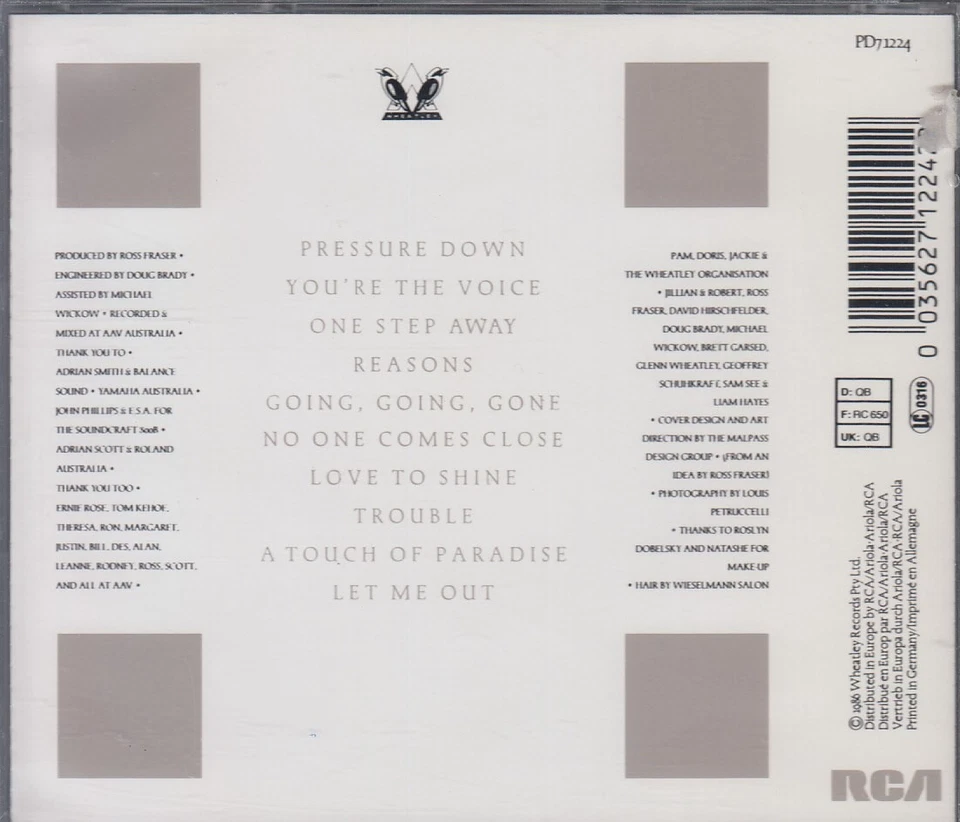 PD71224
WHEATLEY
PRODUCED BY ROSS FRASER •
ENGINEERED BY DOUG BRADY •
ASSISTED BY MICHAEL
WICKOW • RECORDED &
MIXED AT AAV AUSTRALIA •
THANK YOU TO •
ADRIAN SMITH & BALANCE
SOUND • YAMAHA AUSTRALIA •
JOHN PHILLIPS & E.S.A. FOR
THE SOUNDCRAFT 800B •
ADRIAN SCOTT & ROLAND
AUSTRALIA •
THANK YOU TOO •
ERNIE ROSE, TOM KEHOE,
THERESA, RON, MARGARET,
JUSTIN, BILL, DES, ALAN,
LEANNE, RODNEY, ROSS, SCOTT,
AND ALL AT AAV •
PRESSURE DOWN
YOU'RE THE VOICE
ONE STEP AWAY
REASONS
GOING, GOING, GONE
NO ONE COMES CLOSE
LOVE TO SHINE
TROUBLE
A TOUCH OF PARADISE
LET ME OUT
PAM, DORIS, JACKIE &
THE WHEATLEY ORGANISATION
• JILLIAN & ROBERT, ROSS
FRASER, DAVID HIRSCHFELDER,
DOUG BRADY, MICHAEL
WICKOW, BRETT GARSED,
GLENN WHEATLEY, GEOFFREY
SCHUHKRAFT, SAM SEE &
LIAM HAYES
• COVER DESIGN AND ART
DIRECTION BY THE MALPASS
DESIGN GROUP • (FROM AN
IDEA BY ROSS FRASER)
• PHOTOGRAPHY BY LOUIS
PETRUCCELLI
• THANKS TO ROSLYN
DOBELSKY AND NATASHE FOR
MAKE-UP
• HAIR BY WIESELMANN SALON
0 035627 12242
D: QB
F: RC 650
UK: QB
LC 0316
© 1986 Wheatley Records Pty Ltd.
Distributed in Europe by RCA/Ariola·Ariola/RCA
Distribué en Europ par RCA/Ariola·Ariola/RCA
Vertrieb in Europa durch Ariola/RCA·RCA/Ariola
Printed in Germany/Imprimé en Allemagne
RCA